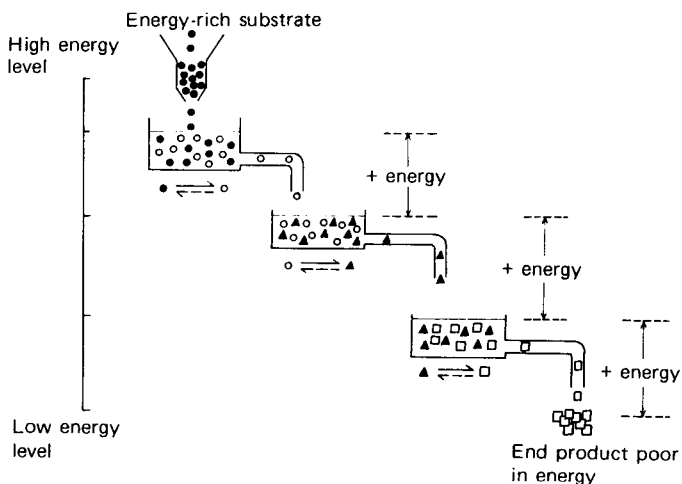 Energy-rich substrate
High energy
level
+ energy
+ energy
+ energy
Low energy
level
End product poor
in energy